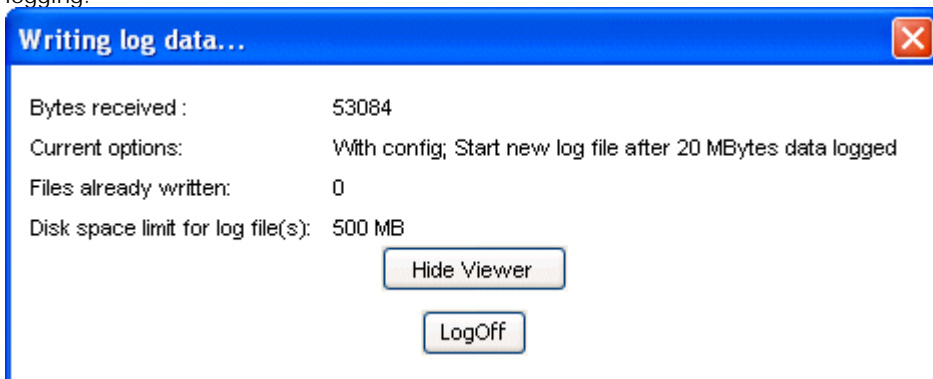 logging.
Writing log data...
Bytes received : 53084
Current options: With config; Start new log file after 20 MBytes data logged
Files already written: 0
Disk space limit for log file(s): 500 MB
Hide Viewer
LogOff